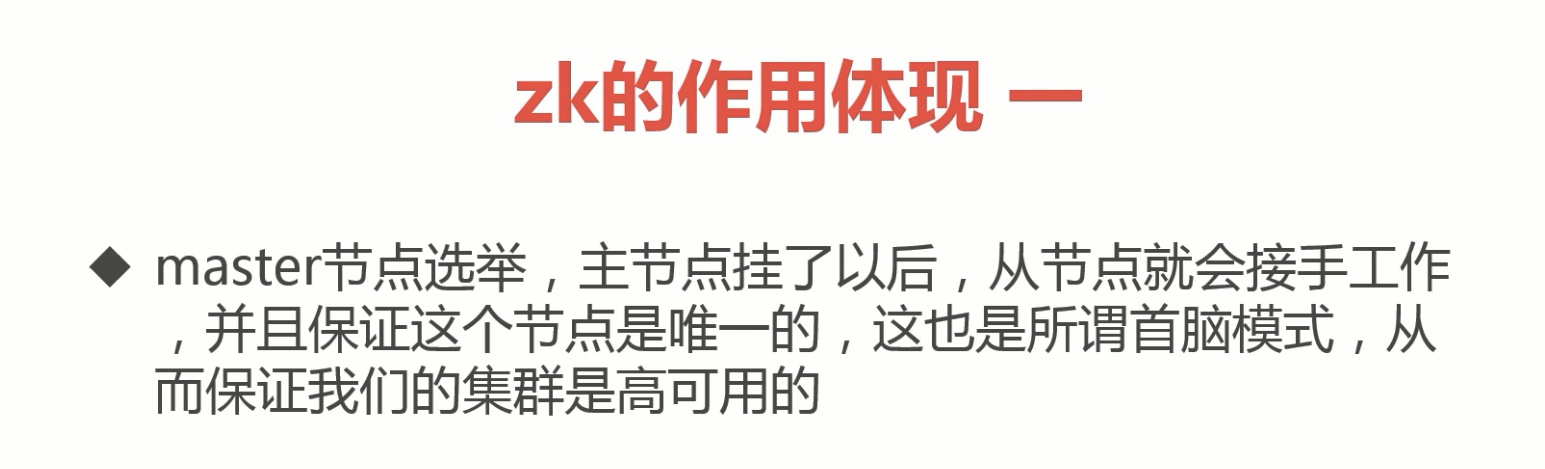 zk的作用体现 一
◆ master节点选举，主节点挂了以后，从节点就会接手工作
，并且保证这个节点是唯一的，这也是所谓首脑模式，从
而保证我们的集群是高可用的